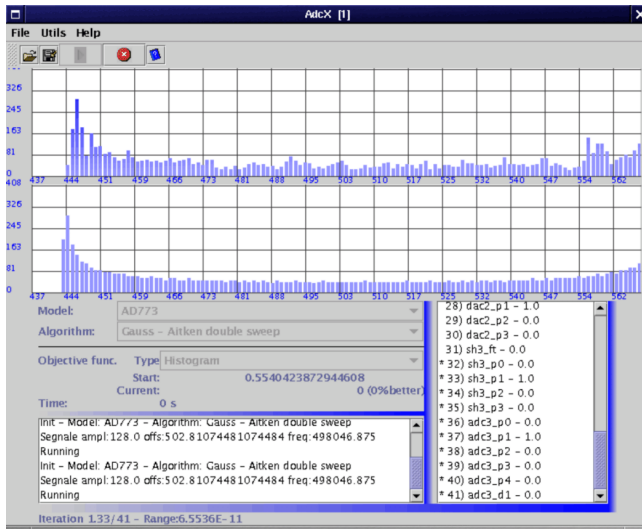 AdcX [1]
File Utils Help
326
245
163
81
0
437 444 451 459 466 473 481 488 495 503 510 517 525 532 540 547 554 562
408
326
245
163
81
0
437 444 451 459 466 473 481 488 495 503 510 517 525 532 540 547 554 562
Model: AD773
Algorithm: Gauss – Aitken double sweep
Objective func. Type Histogram
Start: 0.5540423872944608
Current: 0 (0%better)
Time: 0 s
Init – Model: AD773 – Algorithm: Gauss – Aitken double sweep
Segnale ampl:128.0 offs:502.81074481074484 freq:498046.875
Running
Init – Model: AD773 – Algorithm: Gauss – Aitken double sweep
Segnale ampl:128.0 offs:502.81074481074484 freq:498046.875
Running
28) dac2_p1 – 1.0
29) dac2_p2 – 0.0
30) dac2_p3 – 0.0
31) sh3_ft – 0.0
* 32) sh3_p0 – 0.0
* 33) sh3_p1 – 1.0
* 34) sh3_p2 – 0.0
* 35) sh3_p3 – 0.0
* 36) adc3_p0 – 0.0
* 37) adc3_p1 – 1.0
* 38) adc3_p2 – 0.0
* 39) adc3_p3 – 0.0
* 40) adc3_p4 – 0.0
* 41) adc3_d1 – 0.0
Iteration 1.33/41 – Range:6.5536E-11